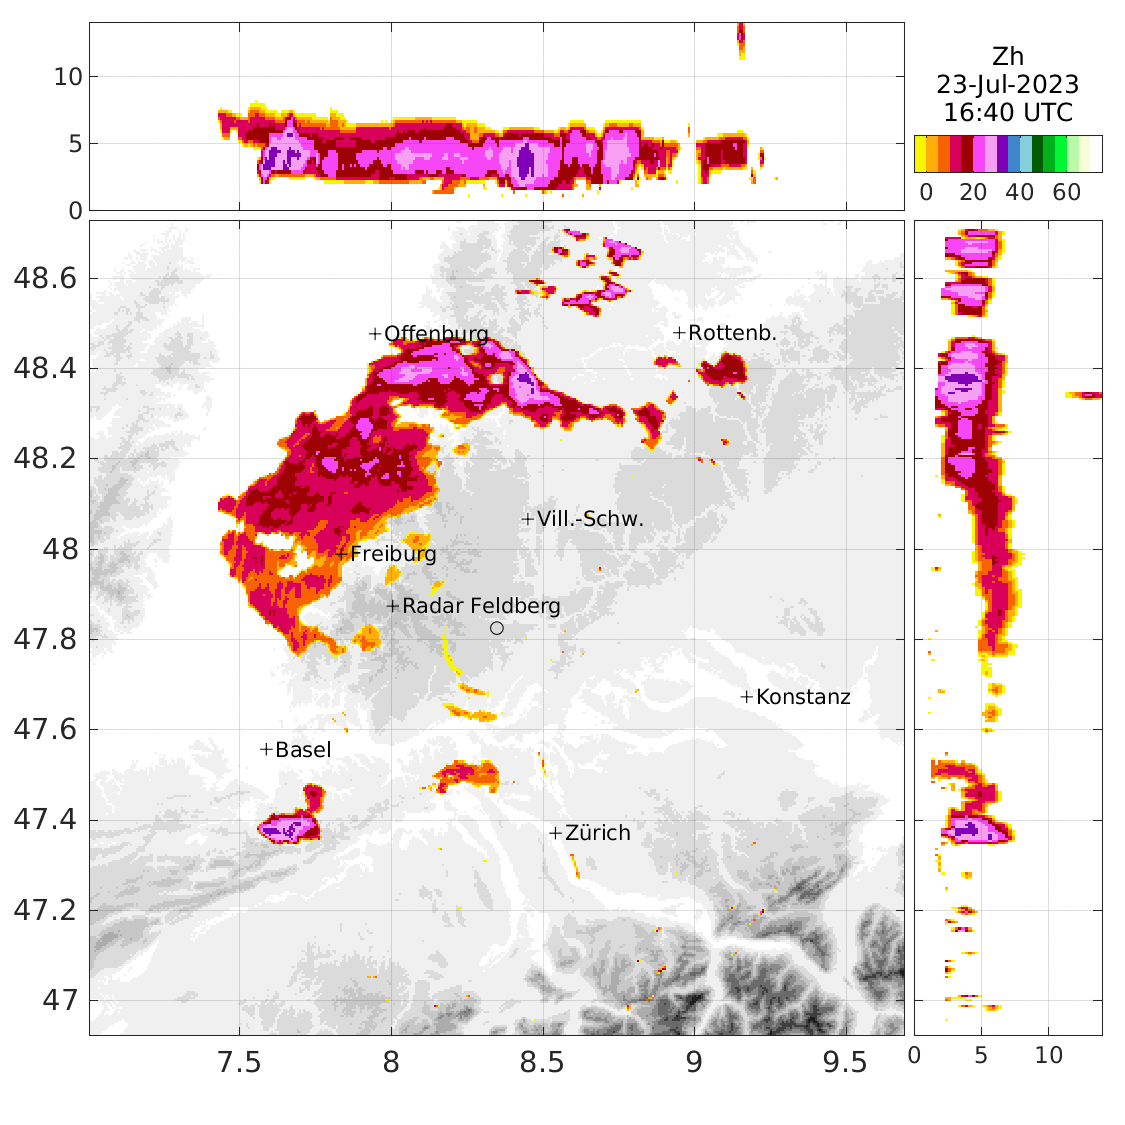 10
5
0
Zh
23-Jul-2023
16:40 UTC
0 20 40 60
48.6
48.4
48.2
48
47.8
47.6
47.4
47.2
47
+Offenburg
+Rottenb.
+Vill.-Schw.
+Freiburg
+Radar Feldberg
+Konstanz
+Basel
+Zürich
7.5 8 8.5 9 9.5
0 5 10